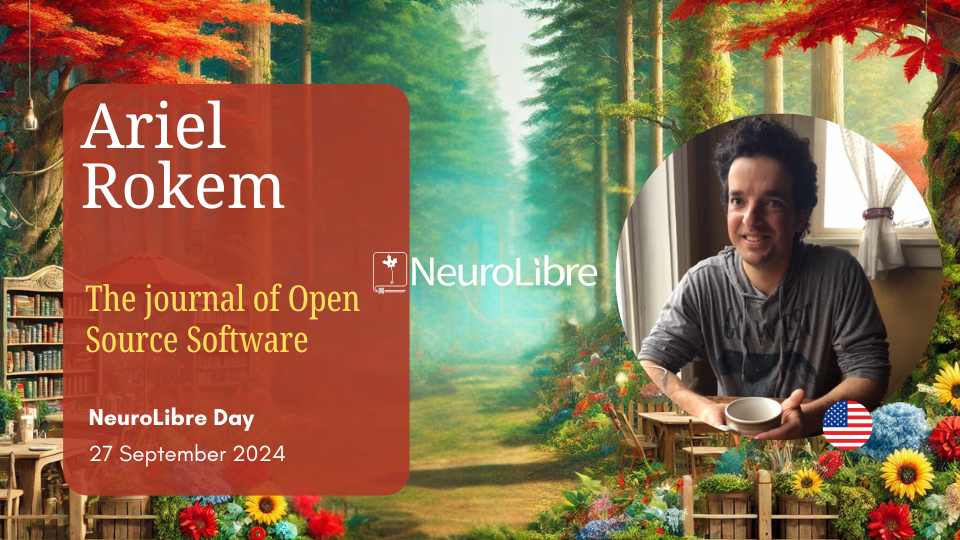 Ariel
Rokem
The journal of Open
Source Software
NeuroLibre
NeuroLibre Day
27 September 2024